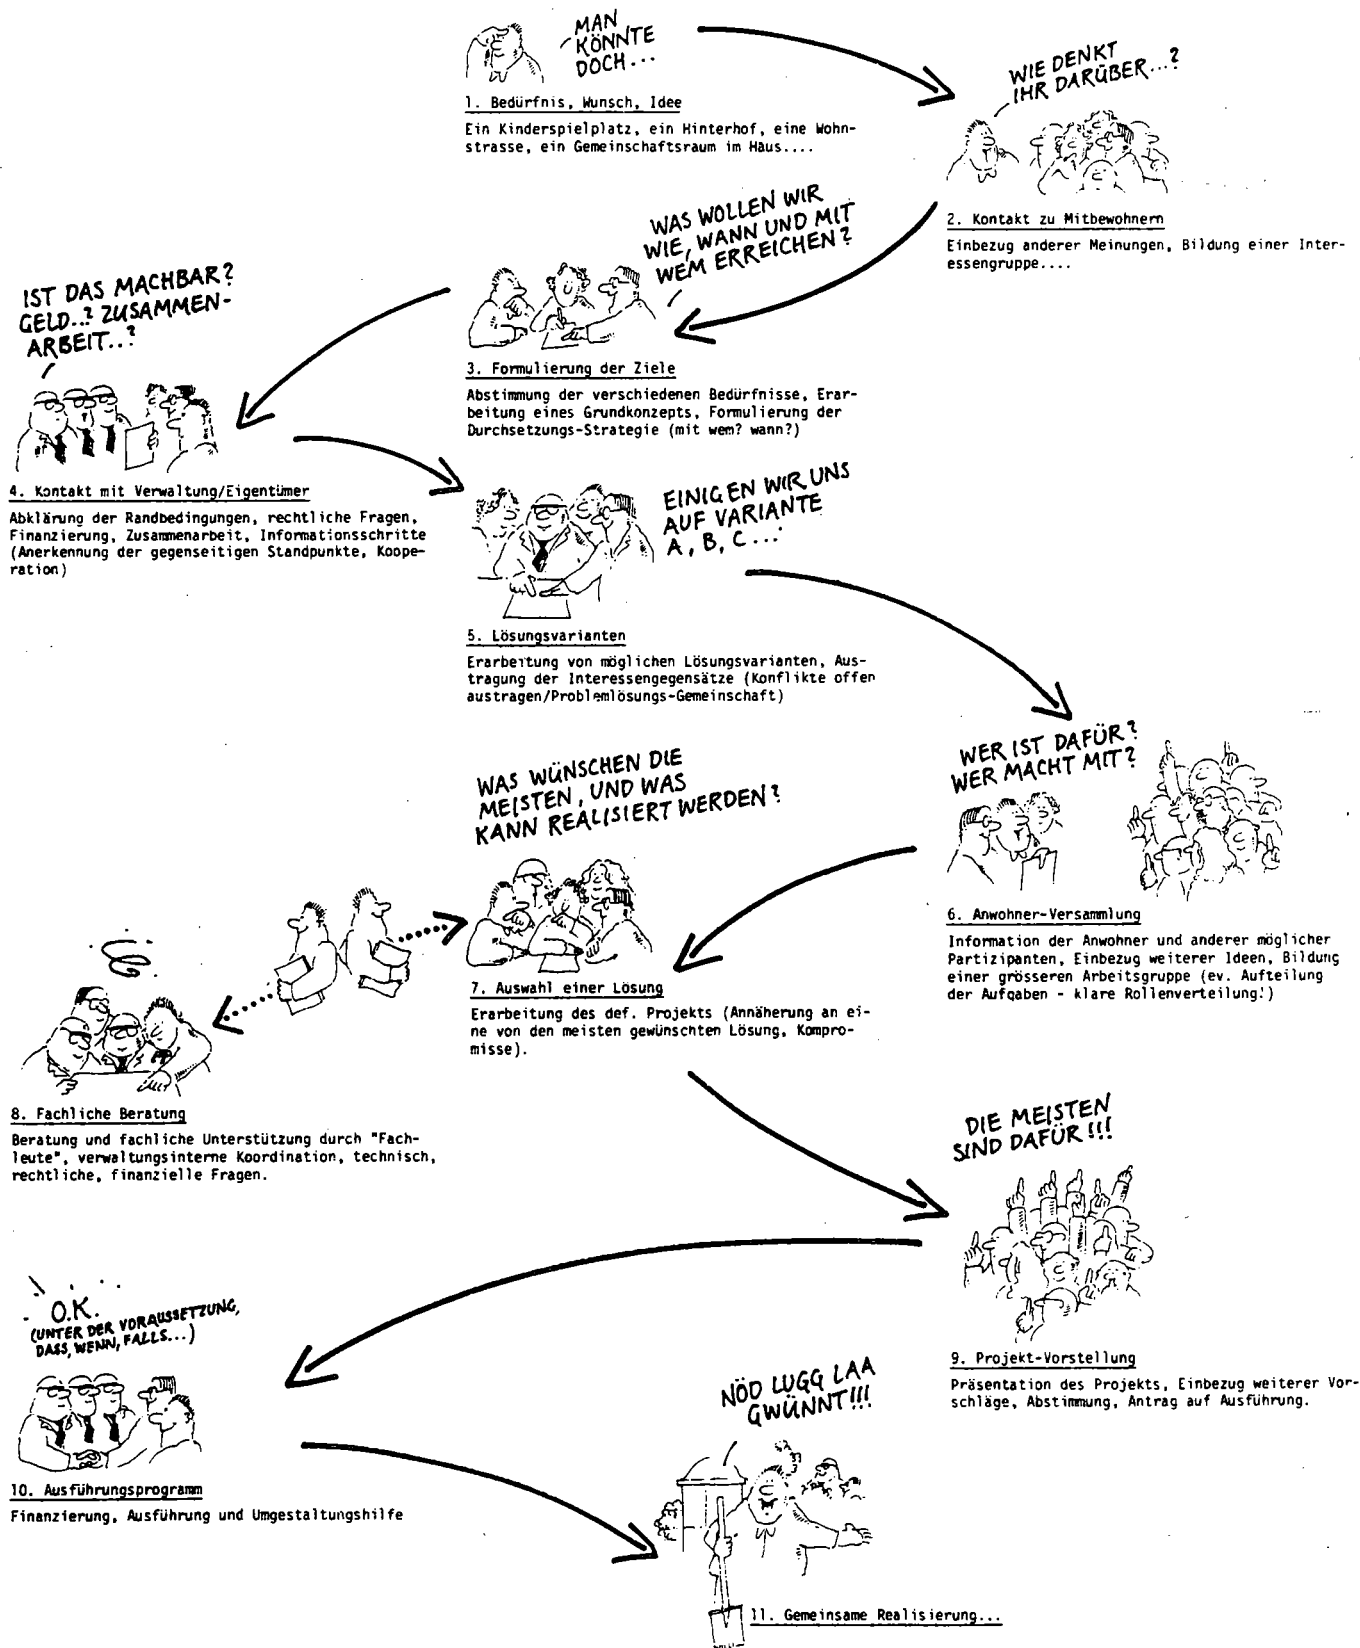 MAN
KÖNNTE
DOCH...
1. Bedürfnis, Wunsch, Idee
Ein Kinderspielplatz, ein Hinterhof, eine Wohn-
strasse, ein Gemeinschaftsraum im Haus....
WIE DENKT
IHR DARÜBER...?
2. Kontakt zu Mitbewohnern
Einbezug anderer Meinungen, Bildung einer Inter-
essengruppe....
WAS WOLLEN WIR
WIE, WANN UND MIT
WEM ERREICHEN?
3. Formulierung der Ziele
Abstimmung der verschiedenen Bedürfnisse, Erar-
beitung eines Grundkonzepts, Formulierung der
Durchsetzungs-Strategie (mit wem? wann?)
IST DAS MACHBAR?
GELD..? ZUSAMMEN-
ARBEIT..?
4. Kontakt mit Verwaltung/Eigentümer
Abklärung der Randbedingungen, rechtliche Fragen,
Finanzierung, Zusammenarbeit, Informationsschritte
(Anerkennung der gegenseitigen Standpunkte, Koope-
ration)
EINIGEN WIR UNS
AUF VARIANTE
A, B, C...
5. Lösungsvarianten
Erarbeitung von möglichen Lösungsvarianten, Aus-
tragung der Interessengegensätze (Konflikte offen
austragen/Problemlösungs-Gemeinschaft)
WER IST DAFÜR?
WER MACHT MIT?
6. Anwohner-Versammlung
Information der Anwohner und anderer möglicher
Partizipanten, Einbezug weiterer Ideen, Bildung
einer grösseren Arbeitsgruppe (ev. Aufteilung
der Aufgaben - klare Rollenverteilung!)
WAS WÜNSCHEN DIE
MEISTEN, UND WAS
KANN REALISIERT WERDEN?
7. Auswahl einer Lösung
Erarbeitung des def. Projekts (Annäherung an ei-
ne von den meisten gewünschten Lösung, Kompro-
misse).
8. Fachliche Beratung
Beratung und fachliche Unterstützung durch "Fach-
leute", verwaltungsinterne Koordination, technisch,
rechtliche, finanzielle Fragen.
DIE MEISTEN
SIND DAFÜR!!!
9. Projekt-Vorstellung
Präsentation des Projekts, Einbezug weiterer Vor-
schläge, Abstimmung, Antrag auf Ausführung.
O.K.
(UNTER DER VORAUSSETZUNG,
DASS, WENN, FALLS...)
10. Ausführungsprogramm
Finanzierung, Ausführung und Umgestaltungshilfe
NÖD LUGG LAA
GWÜNNT!!!
11. Gemeinsame Realisierung...